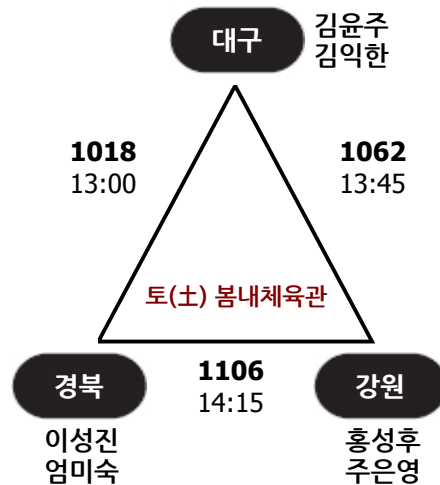 대구
김윤주
김익한
1018
13:00
1062
13:45
토(土) 봄내체육관
경북
1106
14:15
강원
이성진
엄미숙
홍성후
주은영